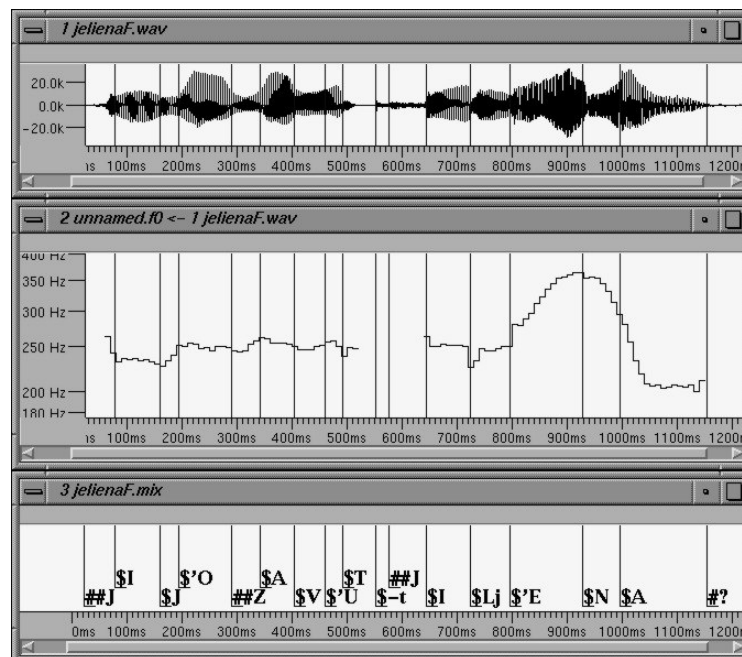 1 jelienaF.wav
20.0k
0.0k
-20.0k
ıs 100ms 200ms 300ms 400ms 500ms 600ms 700ms 800ms 900ms 1000ms 1100ms 1200
2 unnamed.f0 <- 1 jelienaF.wav
400 Hz
350 Hz
300 Hz
250 Hz
200 Hz
180 Hz
ıs 100ms 200ms 300ms 400ms 500ms 600ms 700ms 800ms 900ms 1000ms 1100ms 1200
3 jelienaF.mix
$I $'O $A $T ##J
##J $J ##Z $V $'U $-t $I $Lj $'E $N $A #?
0ms 100ms 200ms 300ms 400ms 500ms 600ms 700ms 800ms 900ms 1000ms 1100ms 1200